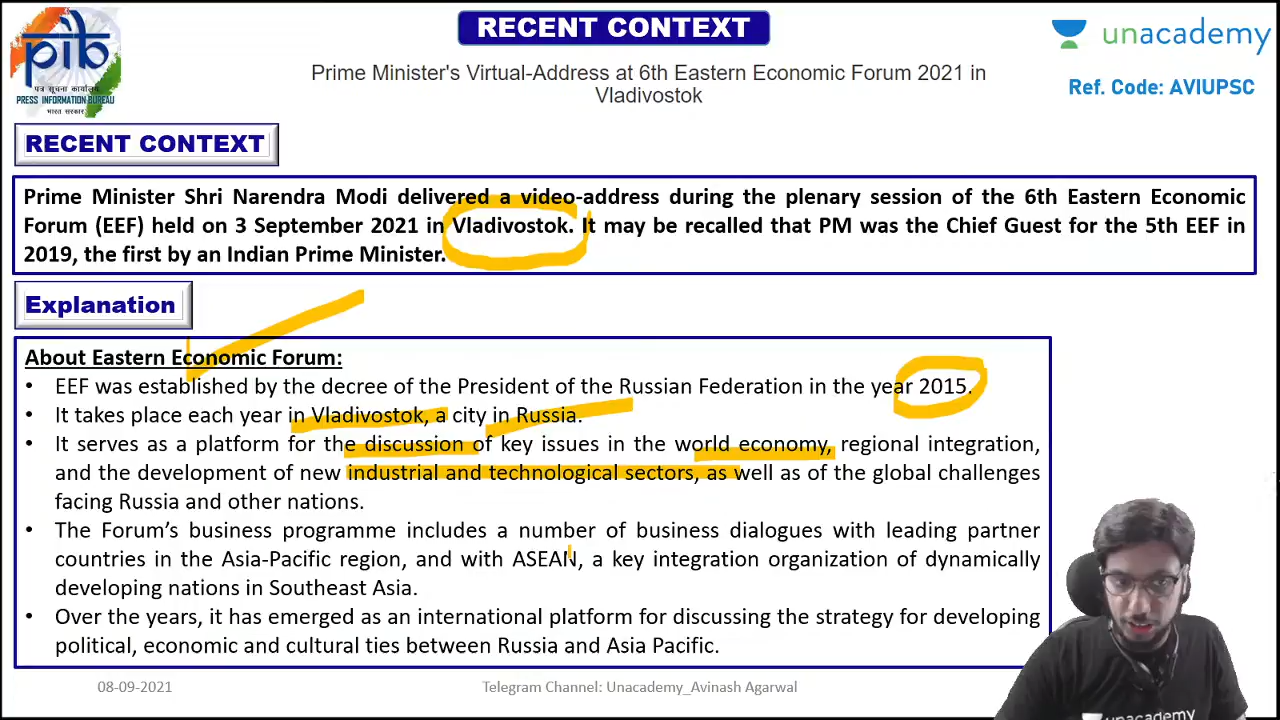 RECENT CONTEXT
pib
पत्र सूचना कार्यालय
PRESS INFORMATION BUREAU
भारत सरकार
unacademy
Prime Minister's Virtual-Address at 6th Eastern Economic Forum 2021 in
Vladivostok
Ref. Code: AVIUPSC
RECENT CONTEXT
Prime Minister Shri Narendra Modi delivered a video-address during the plenary session of the 6th Eastern Economic
Forum (EEF) held on 3 September 2021 in Vladivostok. It may be recalled that PM was the Chief Guest for the 5th EEF in
2019, the first by an Indian Prime Minister.
Explanation
About Eastern Economic Forum:
• EEF was established by the decree of the President of the Russian Federation in the year 2015.
• It takes place each year in Vladivostok, a city in Russia.
• It serves as a platform for the discussion of key issues in the world economy, regional integration,
and the development of new industrial and technological sectors, as well as of the global challenges
facing Russia and other nations.
• The Forum's business programme includes a number of business dialogues with leading partner
countries in the Asia-Pacific region, and with ASEAN, a key integration organization of dynamically
developing nations in Southeast Asia.
• Over the years, it has emerged as an international platform for discussing the strategy for developing
political, economic and cultural ties between Russia and Asia Pacific.
08-09-2021
Telegram Channel: Unacademy_Avinash Agarwal
unacademy